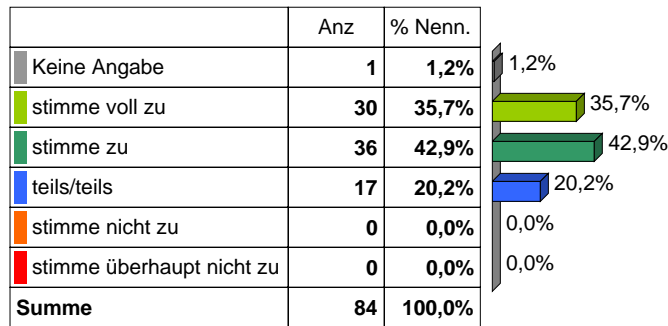 Anz % Nenn.
Keine Angabe 1 1,2% 1,2%
stimme voll zu 30 35,7% 35,7%
stimme zu 36 42,9% 42,9%
teils/teils 17 20,2% 20,2%
stimme nicht zu 0 0,0% 0,0%
stimme überhaupt nicht zu 0 0,0% 0,0%
Summe 84 100,0%